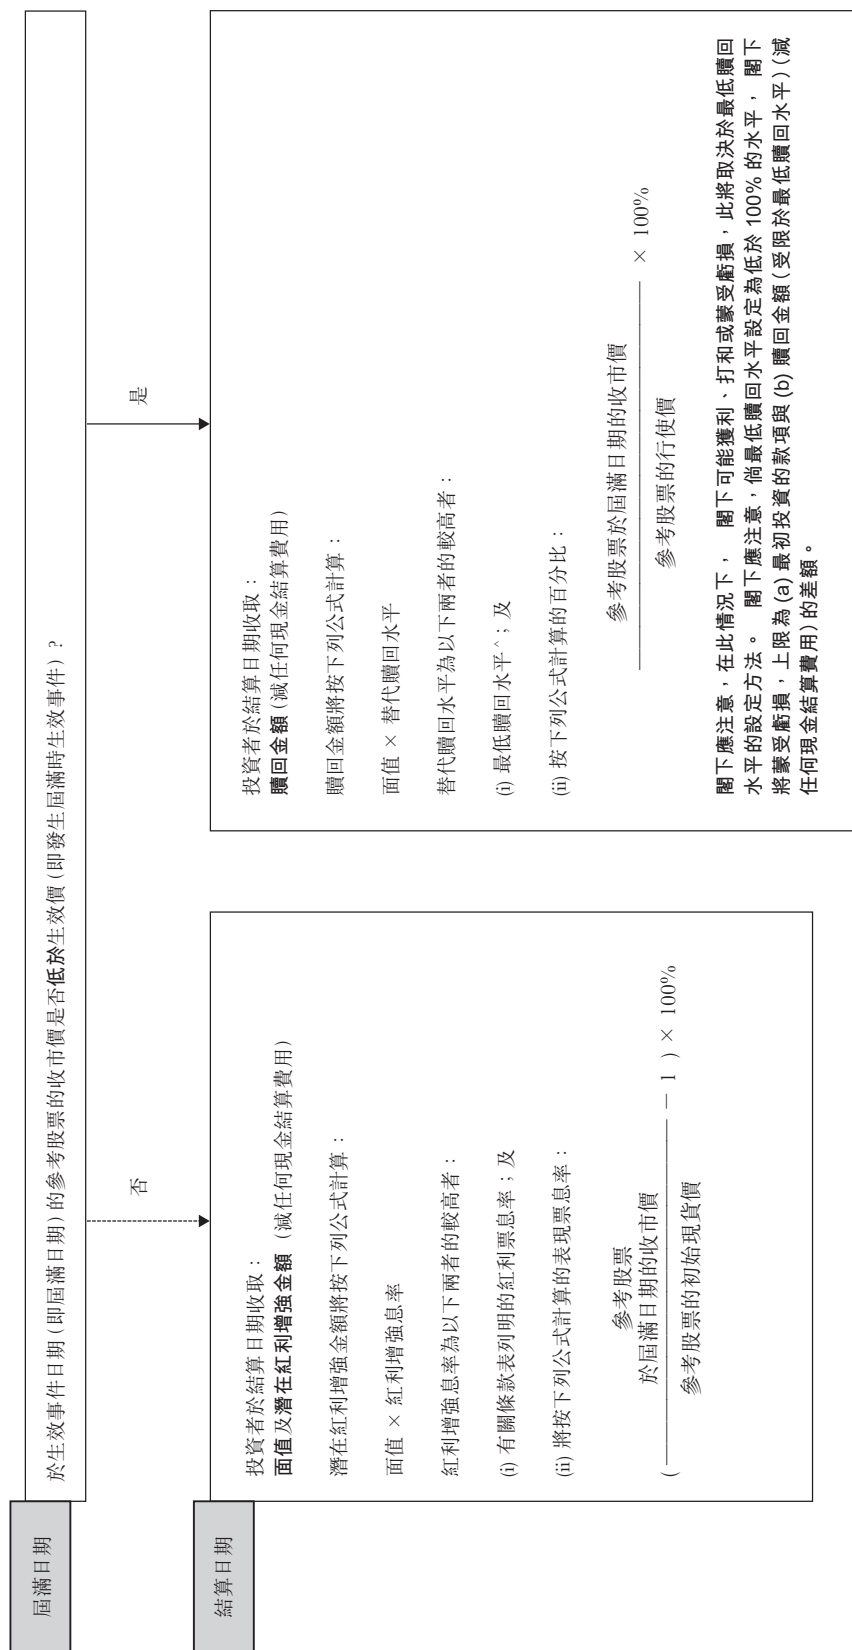 屆滿日期
於生效事件日期(即屆滿日期)的參考股票的收市價是否低於生效價(即發生屆滿時生效事件)?
否
是
結算日期
投資者於結算日期收取:
面值及潛在紅利增強金額(減任何現金結算費用)
潛在紅利增強金額將按下列公式計算:
面值 × 紅利增強息率
紅利增強息率為以下兩者的較高者:
(i) 有關條款表列明的紅利票息率;及
(ii) 將按下列公式計算的表現票息率:
參考股票
於屆滿日期的收市價
( － 1 ) × 100%
參考股票的初始現貨價
投資者於結算日期收取:
贖回金額(減任何現金結算費用)
贖回金額將按下列公式計算:
面值 × 替代贖回水平
替代贖回水平為以下兩者的較高者:
(i) 最低贖回水平^;及
(ii) 按下列公式計算的百分比:
參考股票於屆滿日期的收市價
× 100%
參考股票的行使價
閣下應注意,在此情況下, 閣下可能獲利、打和或蒙受虧損,此將取決於最低贖回
水平的設定方法。 閣下應注意,倘最低贖回水平設定為低於 100% 的水平, 閣下
將蒙受虧損,上限為 (a) 最初投資的款項與 (b) 贖回金額(受限於最低贖回水平)(減
任何現金結算費用)的差額。